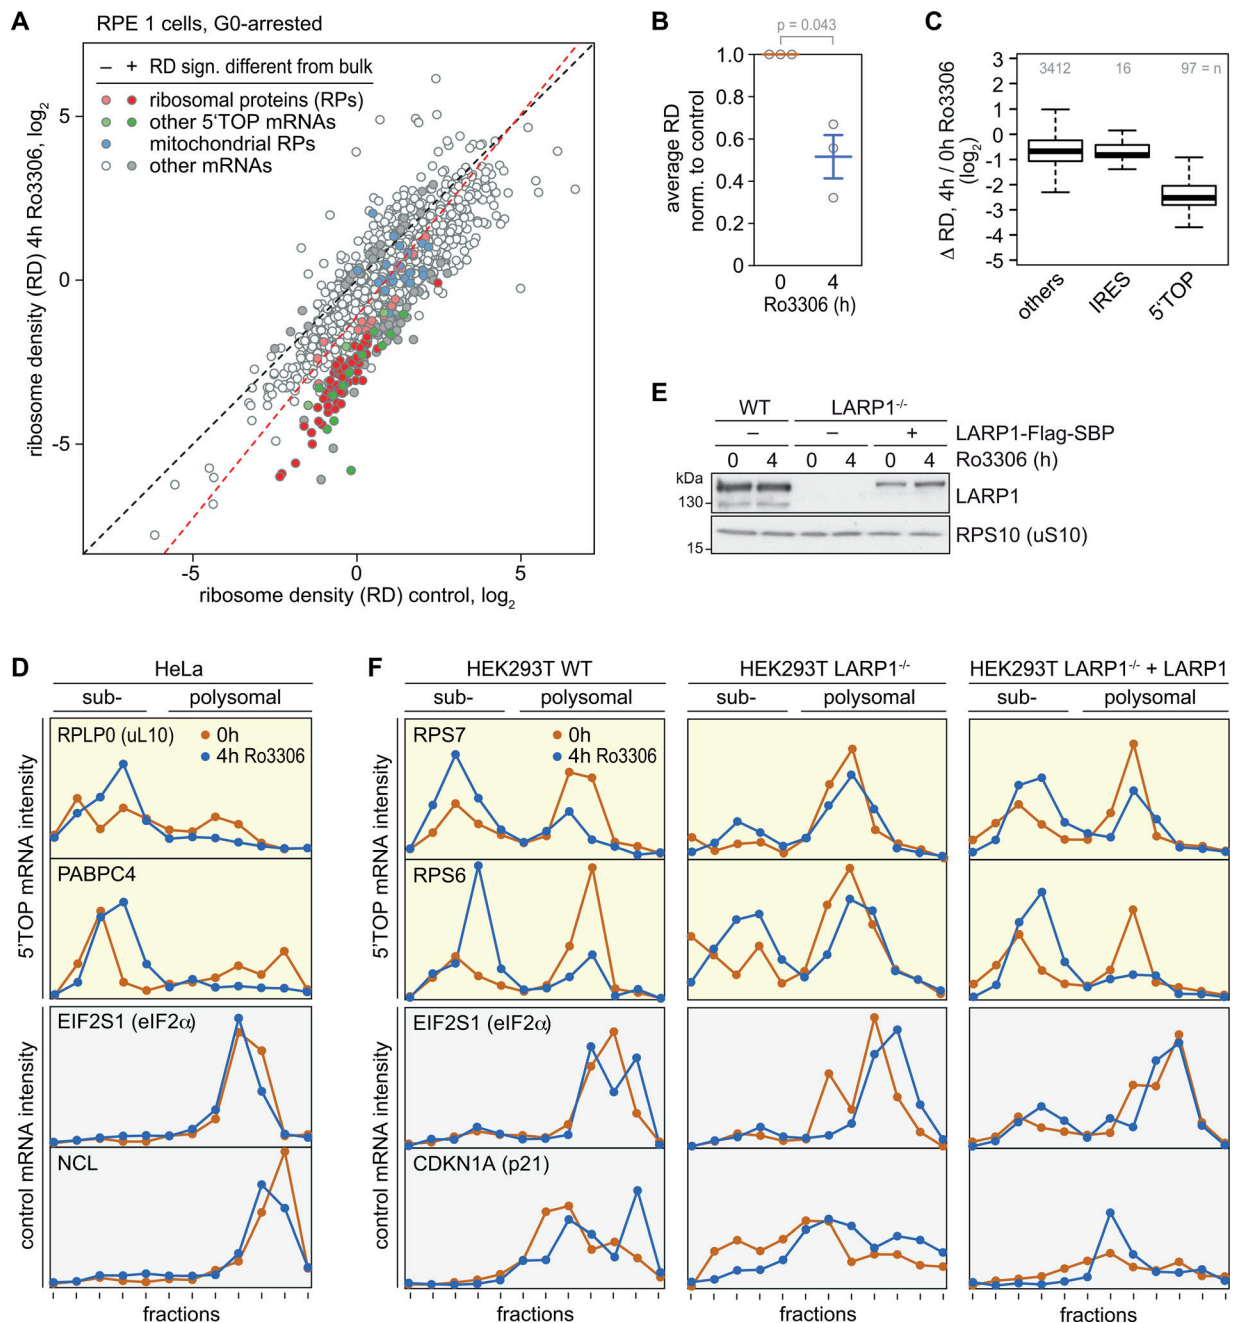 A
RPE 1 cells, G0-arrested
– + RD sign. different from bulk
ribosomal proteins (RPs)
other 5'TOP mRNAs
mitochondrial RPs
other mRNAs
ribosome density (RD) 4h Ro3306, log2
5
0
-5
-5 0 5
ribosome density (RD) control, log2
B
p = 0.043
average RD
norm. to control
1.0
0.8
0.6
0.4
0.2
0
0 4
Ro3306 (h)
C
Δ RD, 4h / 0h Ro3306
(log2)
3
2
1
0
-1
-2
-3
-4
-5
3412 16 97 = n
others IRES 5'TOP
E
WT LARP1-/-
– – + LARP1-Flag-SBP
0 4 0 4 0 4 Ro3306 (h)
kDa
130
LARP1
15
RPS10 (uS10)
D
HeLa
sub- polysomal
5'TOP mRNA intensity
RPLP0 (uL10)
0h
4h Ro3306
PABPC4
control mRNA intensity
EIF2S1 (eIF2α)
NCL
fractions
F
HEK293T WT HEK293T LARP1-/- HEK293T LARP1-/- + LARP1
sub- polysomal sub- polysomal sub- polysomal
5'TOP mRNA intensity
RPS7
0h
4h Ro3306
RPS6
control mRNA intensity
EIF2S1 (eIF2α)
CDKN1A (p21)
fractions fractions fractions